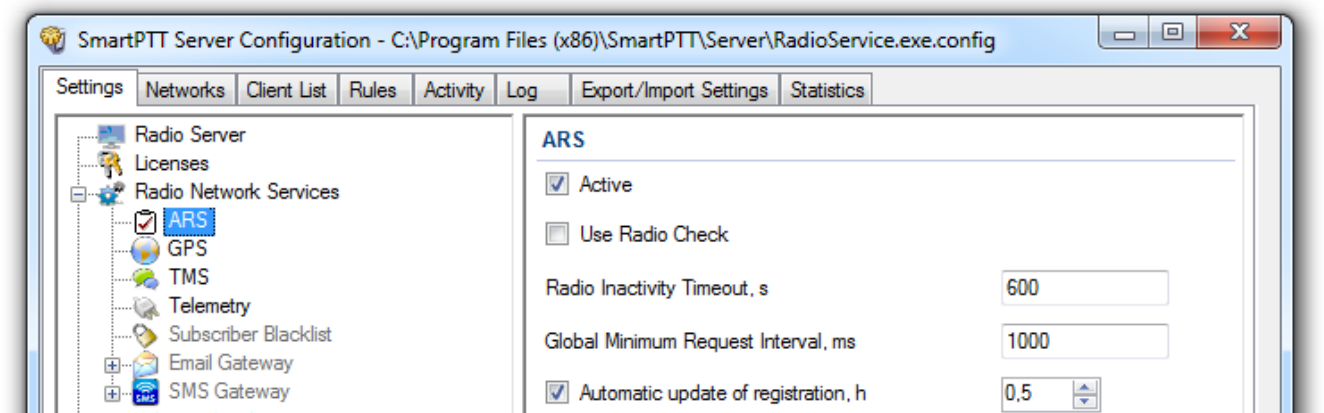 SmartPTT Server Configuration - C:\Program Files (x86)\SmartPTT\Server\RadioService.exe.config
Settings Networks Client List Rules Activity Log Export/Import Settings Statistics
Radio Server
Licenses
Radio Network Services
ARS
GPS
TMS
Telemetry
Subscriber Blacklist
Email Gateway
SMS
SMS Gateway
ARS
Active
Use Radio Check
Radio Inactivity Timeout, s 600
Global Minimum Request Interval, ms 1000
Automatic update of registration, h 0,5